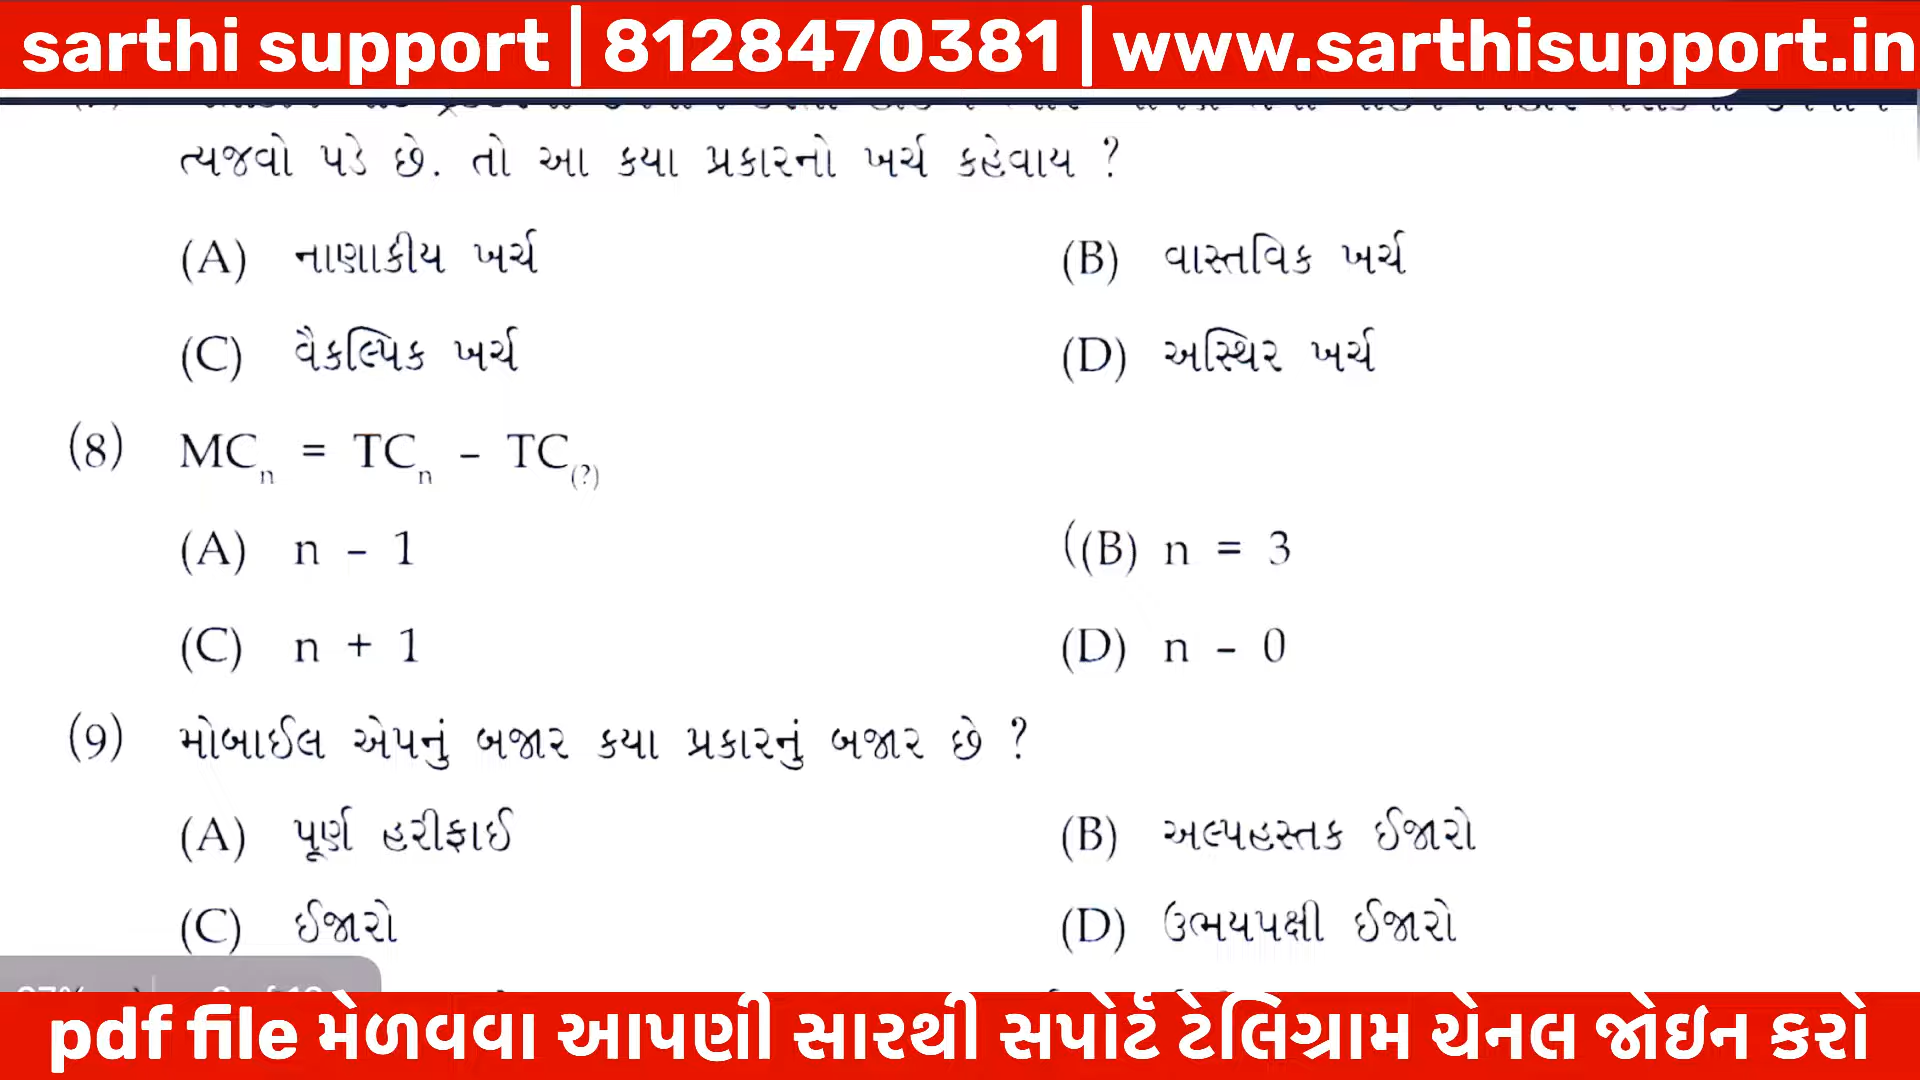 sarthi support | 8128470381 | www.sarthisupport.in
ત્યજવો પડે છે. તો આ કયા પ્રકારનો ખર્ચ કહેવાય ?
(A) નાણાકીય ખર્ચ (B) વાસ્તવિક ખર્ચ
(C) વૈકલ્પિક ખર્ચ (D) અસ્થિર ખર્ચ
(8) MCn = TCn – TC(?)
(A) n – 1 ((B) n = 3
(C) n + 1 (D) n – 0
(9) મોબાઈલ એપનું બજાર કયા પ્રકારનું બજાર છે ?
(A) પૂર્ણ હરીફાઈ (B) અલ્પહસ્તક ઈજારો
(C) ઈજારો (D) ઉભયપક્ષી ઈજારો
pdf file મેળવવા આપણી સારથી સપોર્ટ ટેલિગ્રામ ચેનલ જોઇન કરો